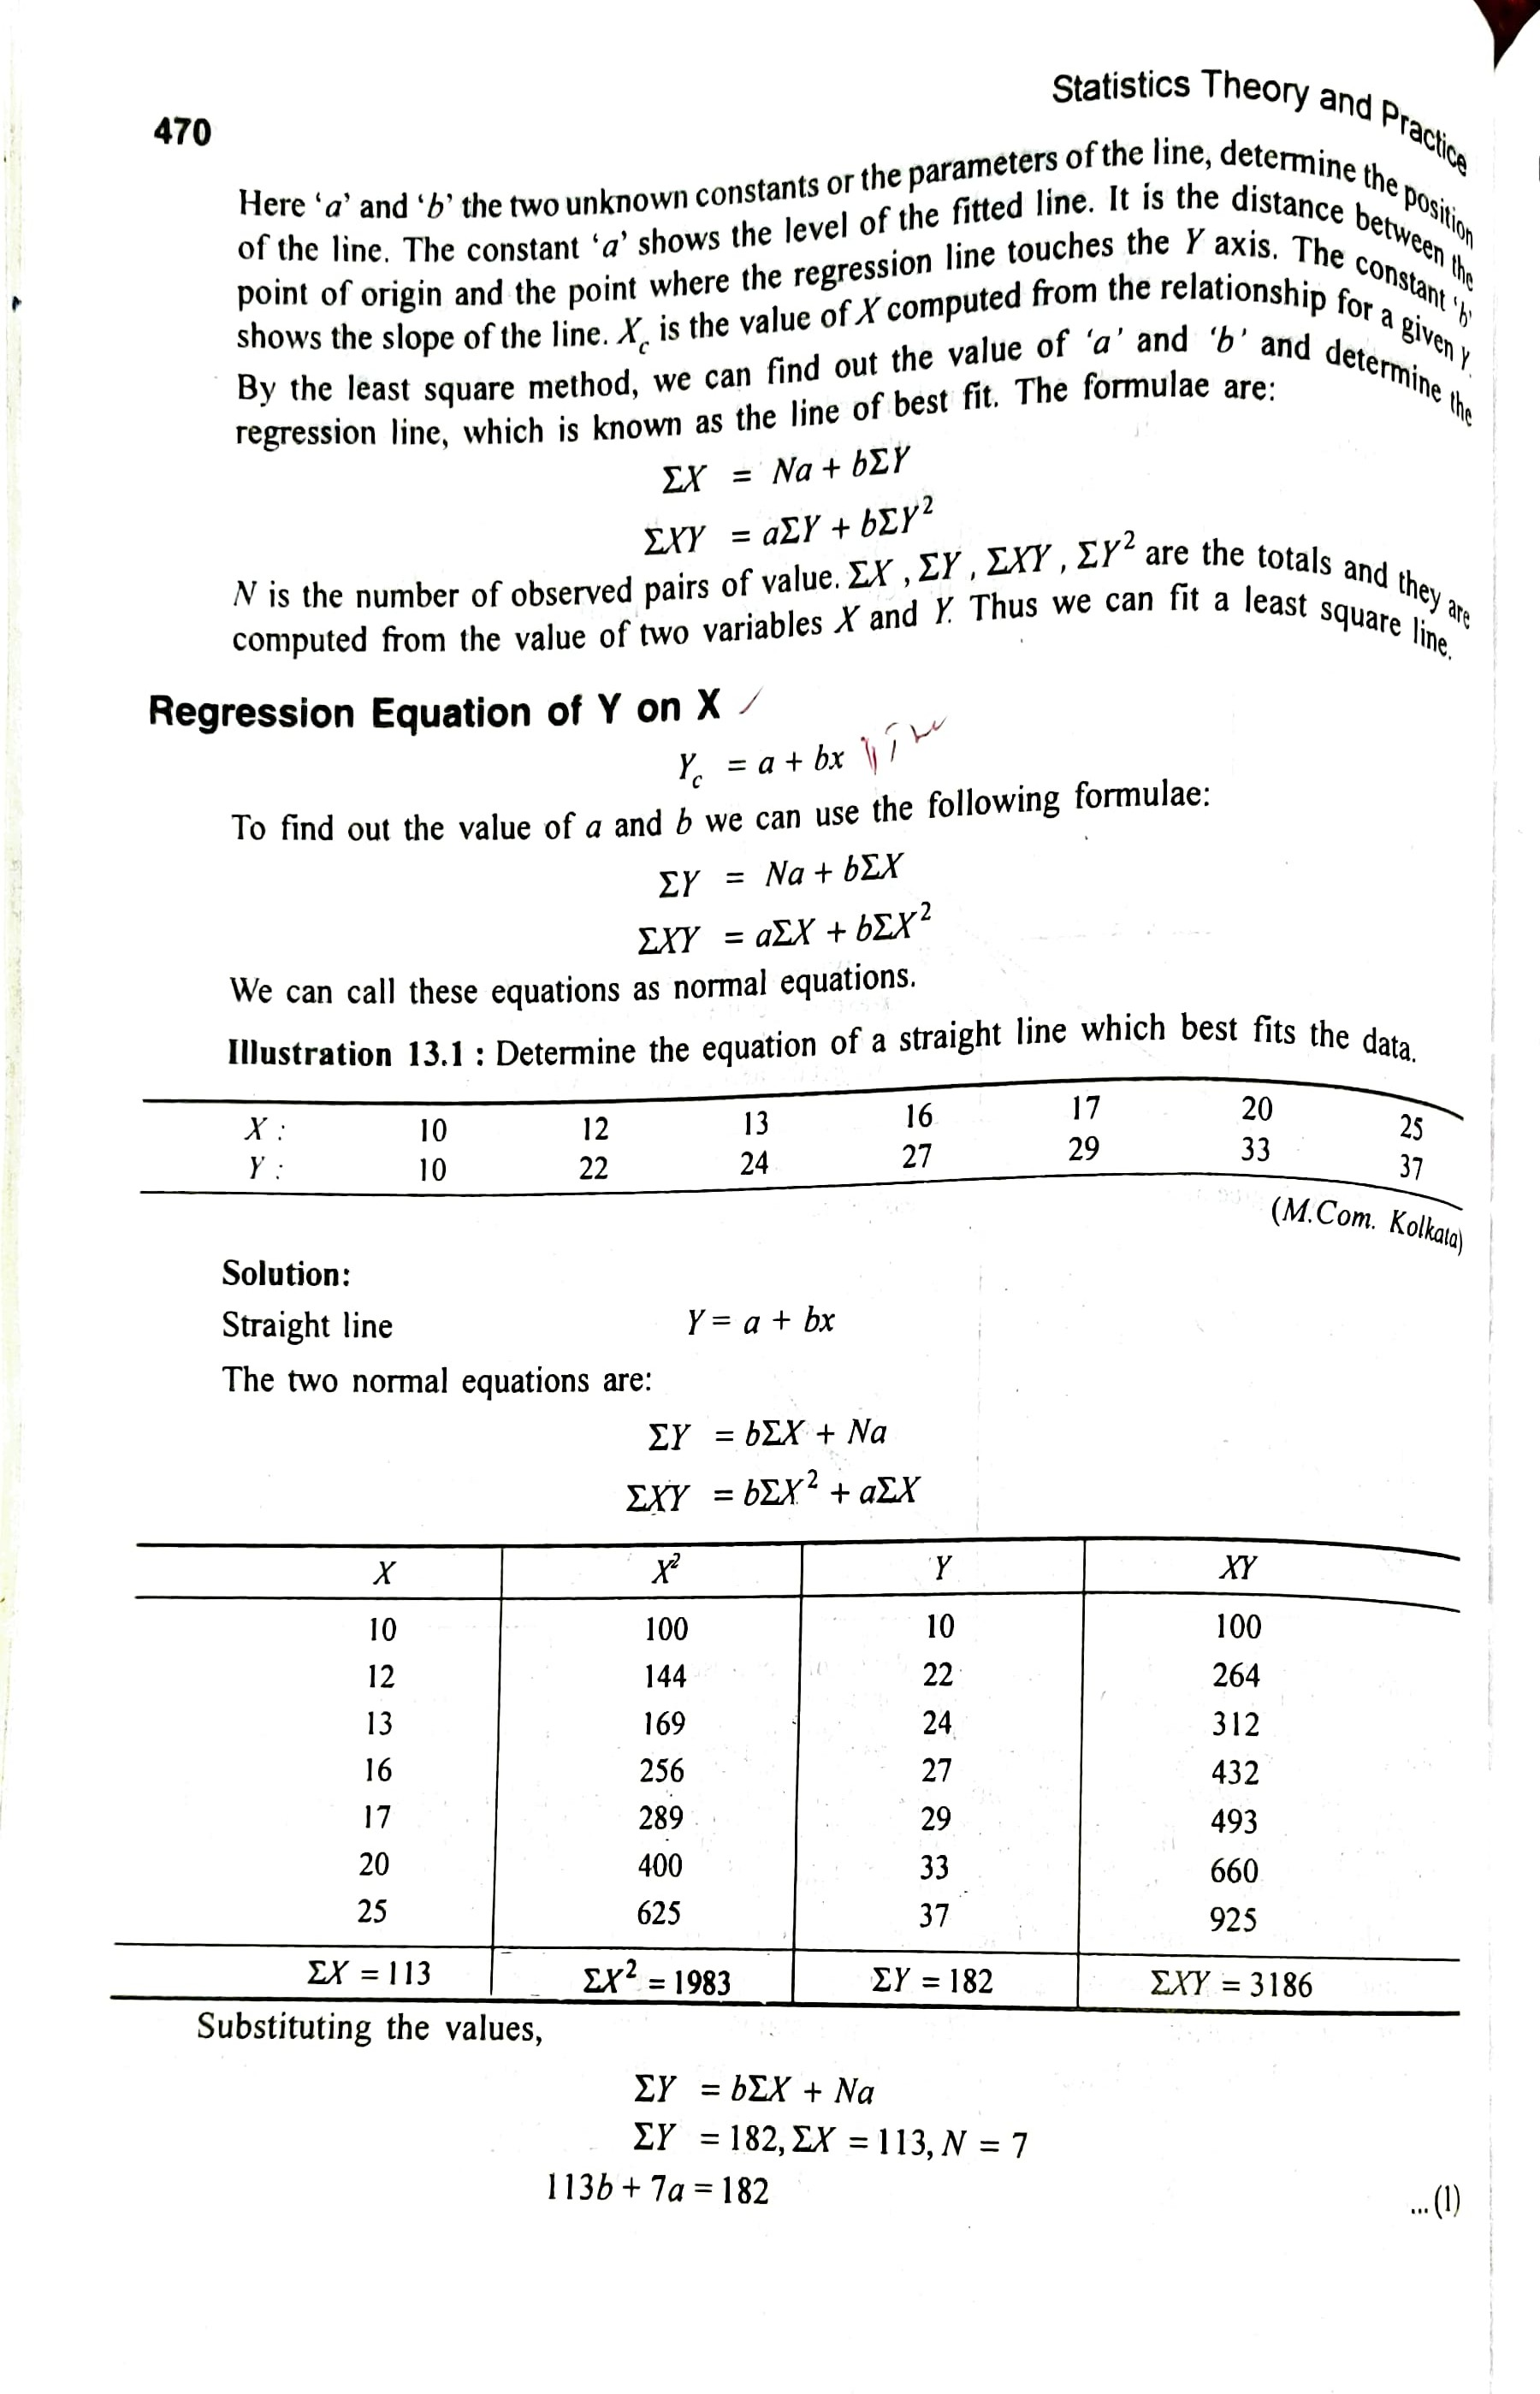 Statistics Theory and Practice
470
Here ‘a’ and ‘b’ the two unknown constants or the parameters of the line, determine the position
of the line. The constant ‘a’ shows the level of the fitted line. It is the distance between the
point of origin and the point where the regression line touches the Y axis. The constant ‘b’
shows the slope of the line. X_c is the value of X computed from the relationship for a given Y.
By the least square method, we can find out the value of ‘a’ and ‘b’ and determine the
regression line, which is known as the line of best fit. The formulae are:
ΣX = Na + bΣY
ΣXY = aΣY + bΣY²
N is the number of observed pairs of value. ΣX , ΣY , ΣXY , ΣY² are the totals and they are
computed from the value of two variables X and Y. Thus we can fit a least square line.
Regression Equation of Y on X
Y_c = a + bx
To find out the value of a and b we can use the following formulae:
ΣY = Na + bΣX
ΣXY = aΣX + bΣX²
We can call these equations as normal equations.
Illustration 13.1 : Determine the equation of a straight line which best fits the data.
X : 10 12 13 16 17 20 25
Y : 10 22 24 27 29 33 37
(M.Com. Kolkata)
Solution:
Straight line Y = a + bx
The two normal equations are:
ΣY = bΣX + Na
ΣXY = bΣX² + aΣX
X X² Y XY
10 100 10 100
12 144 22 264
13 169 24 312
16 256 27 432
17 289 29 493
20 400 33 660
25 625 37 925
ΣX = 113 ΣX² = 1983 ΣY = 182 ΣXY = 3186
Substituting the values,
ΣY = bΣX + Na
ΣY = 182, ΣX = 113, N = 7
113b + 7a = 182 ...(1)